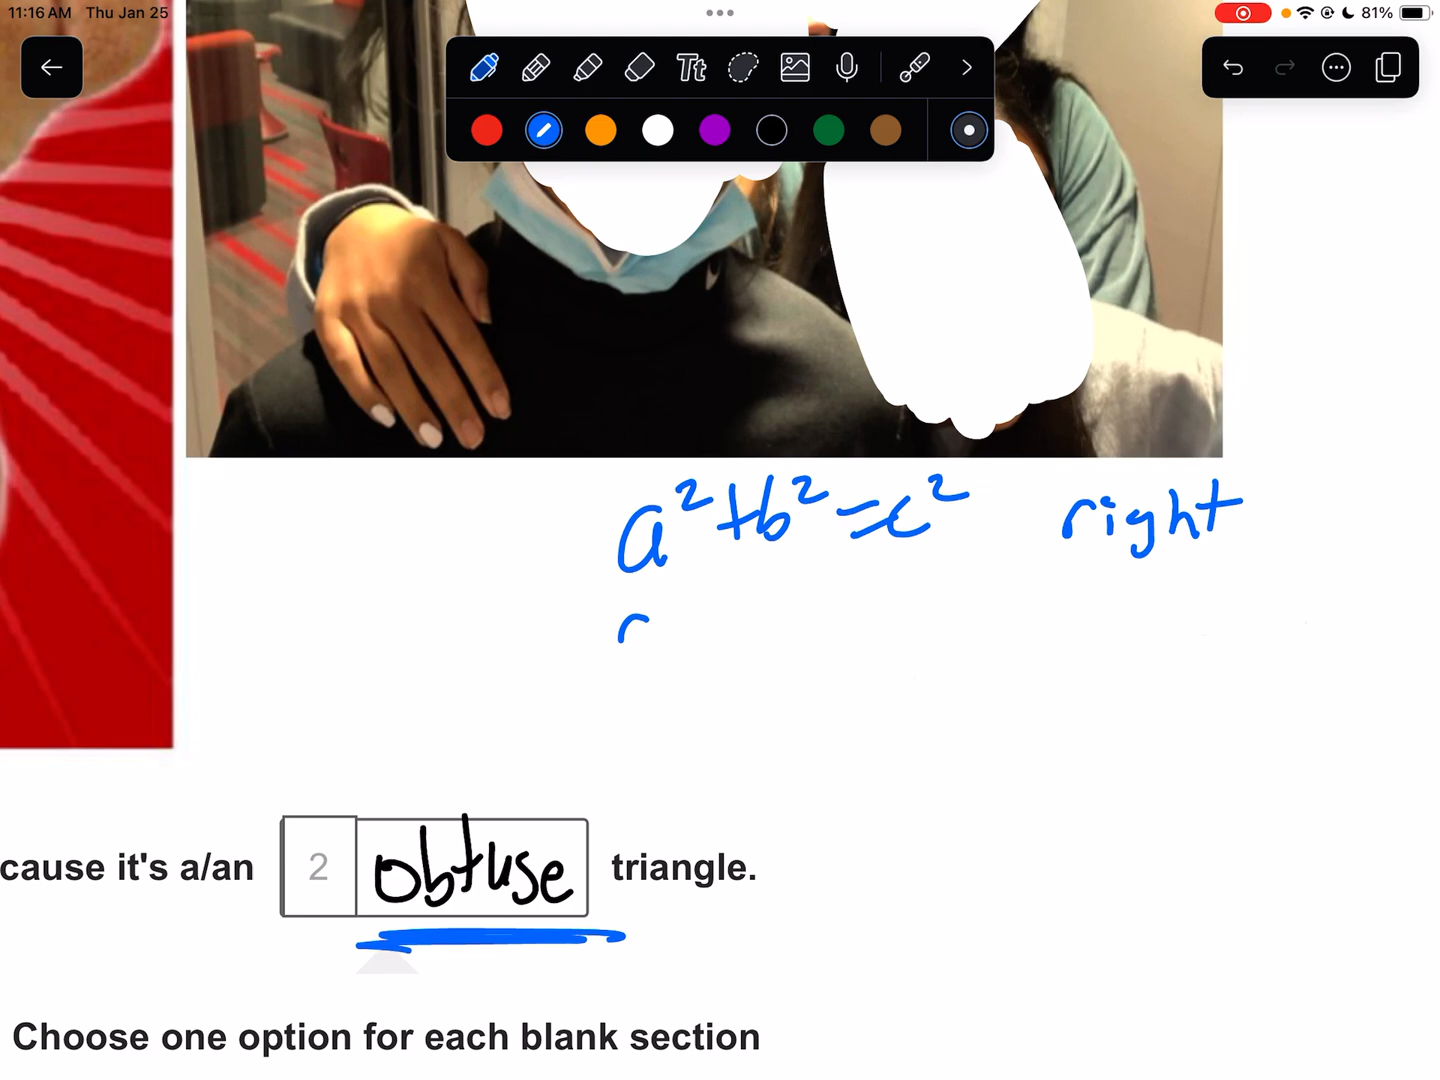 11:16 AM Thu Jan 25 81%
Tt
a²+b²=c² right
cause it's a/an 2 obtuse triangle.
Choose one option for each blank section